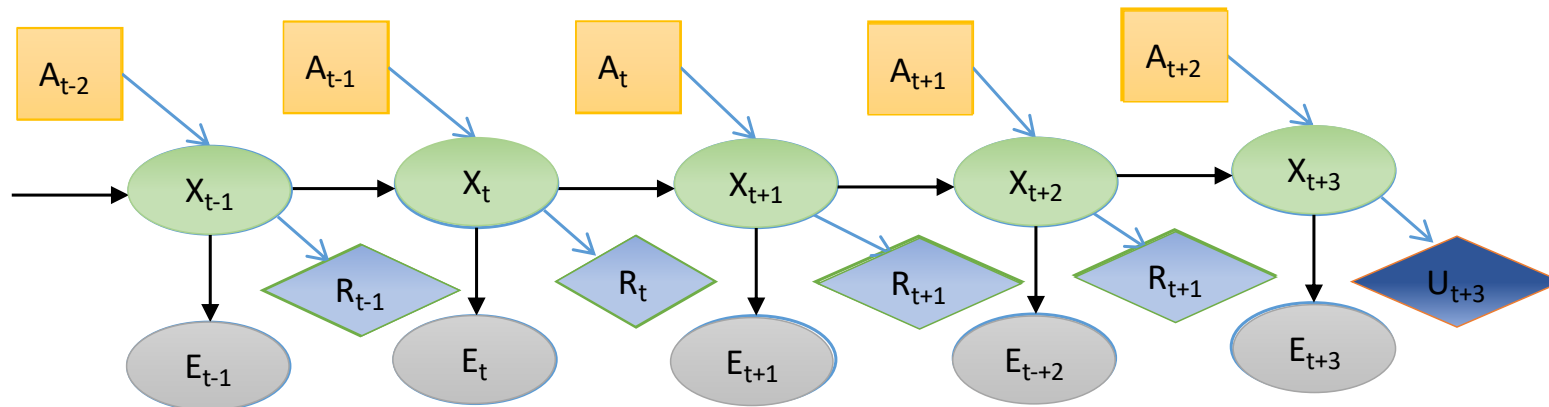 A_{t-2}
A_{t-1}
A_t
A_{t+1}
A_{t+2}
X_{t-1}
X_t
X_{t+1}
X_{t+2}
X_{t+3}
R_{t-1}
R_t
R_{t+1}
R_{t+1}
U_{t+3}
E_{t-1}
E_t
E_{t+1}
E_{t-+2}
E_{t+3}